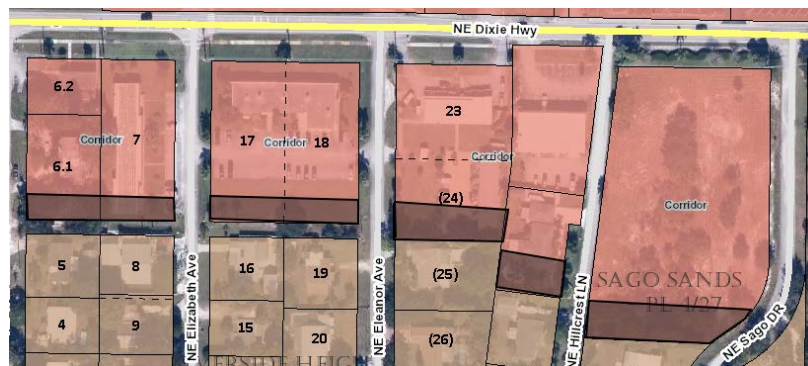 NE Dixie Hwy
6.2
Corridor
7
6.1
17
Corridor
18
23
Corridor
(24)
Corridor
5
8
16
19
(25)
SAGO SANDS
PL 4/27
4
9
15
20
(26)
NE Elizabeth Ave
NE Eleanor Ave
NE Hillcrest LN
NE Sago DR